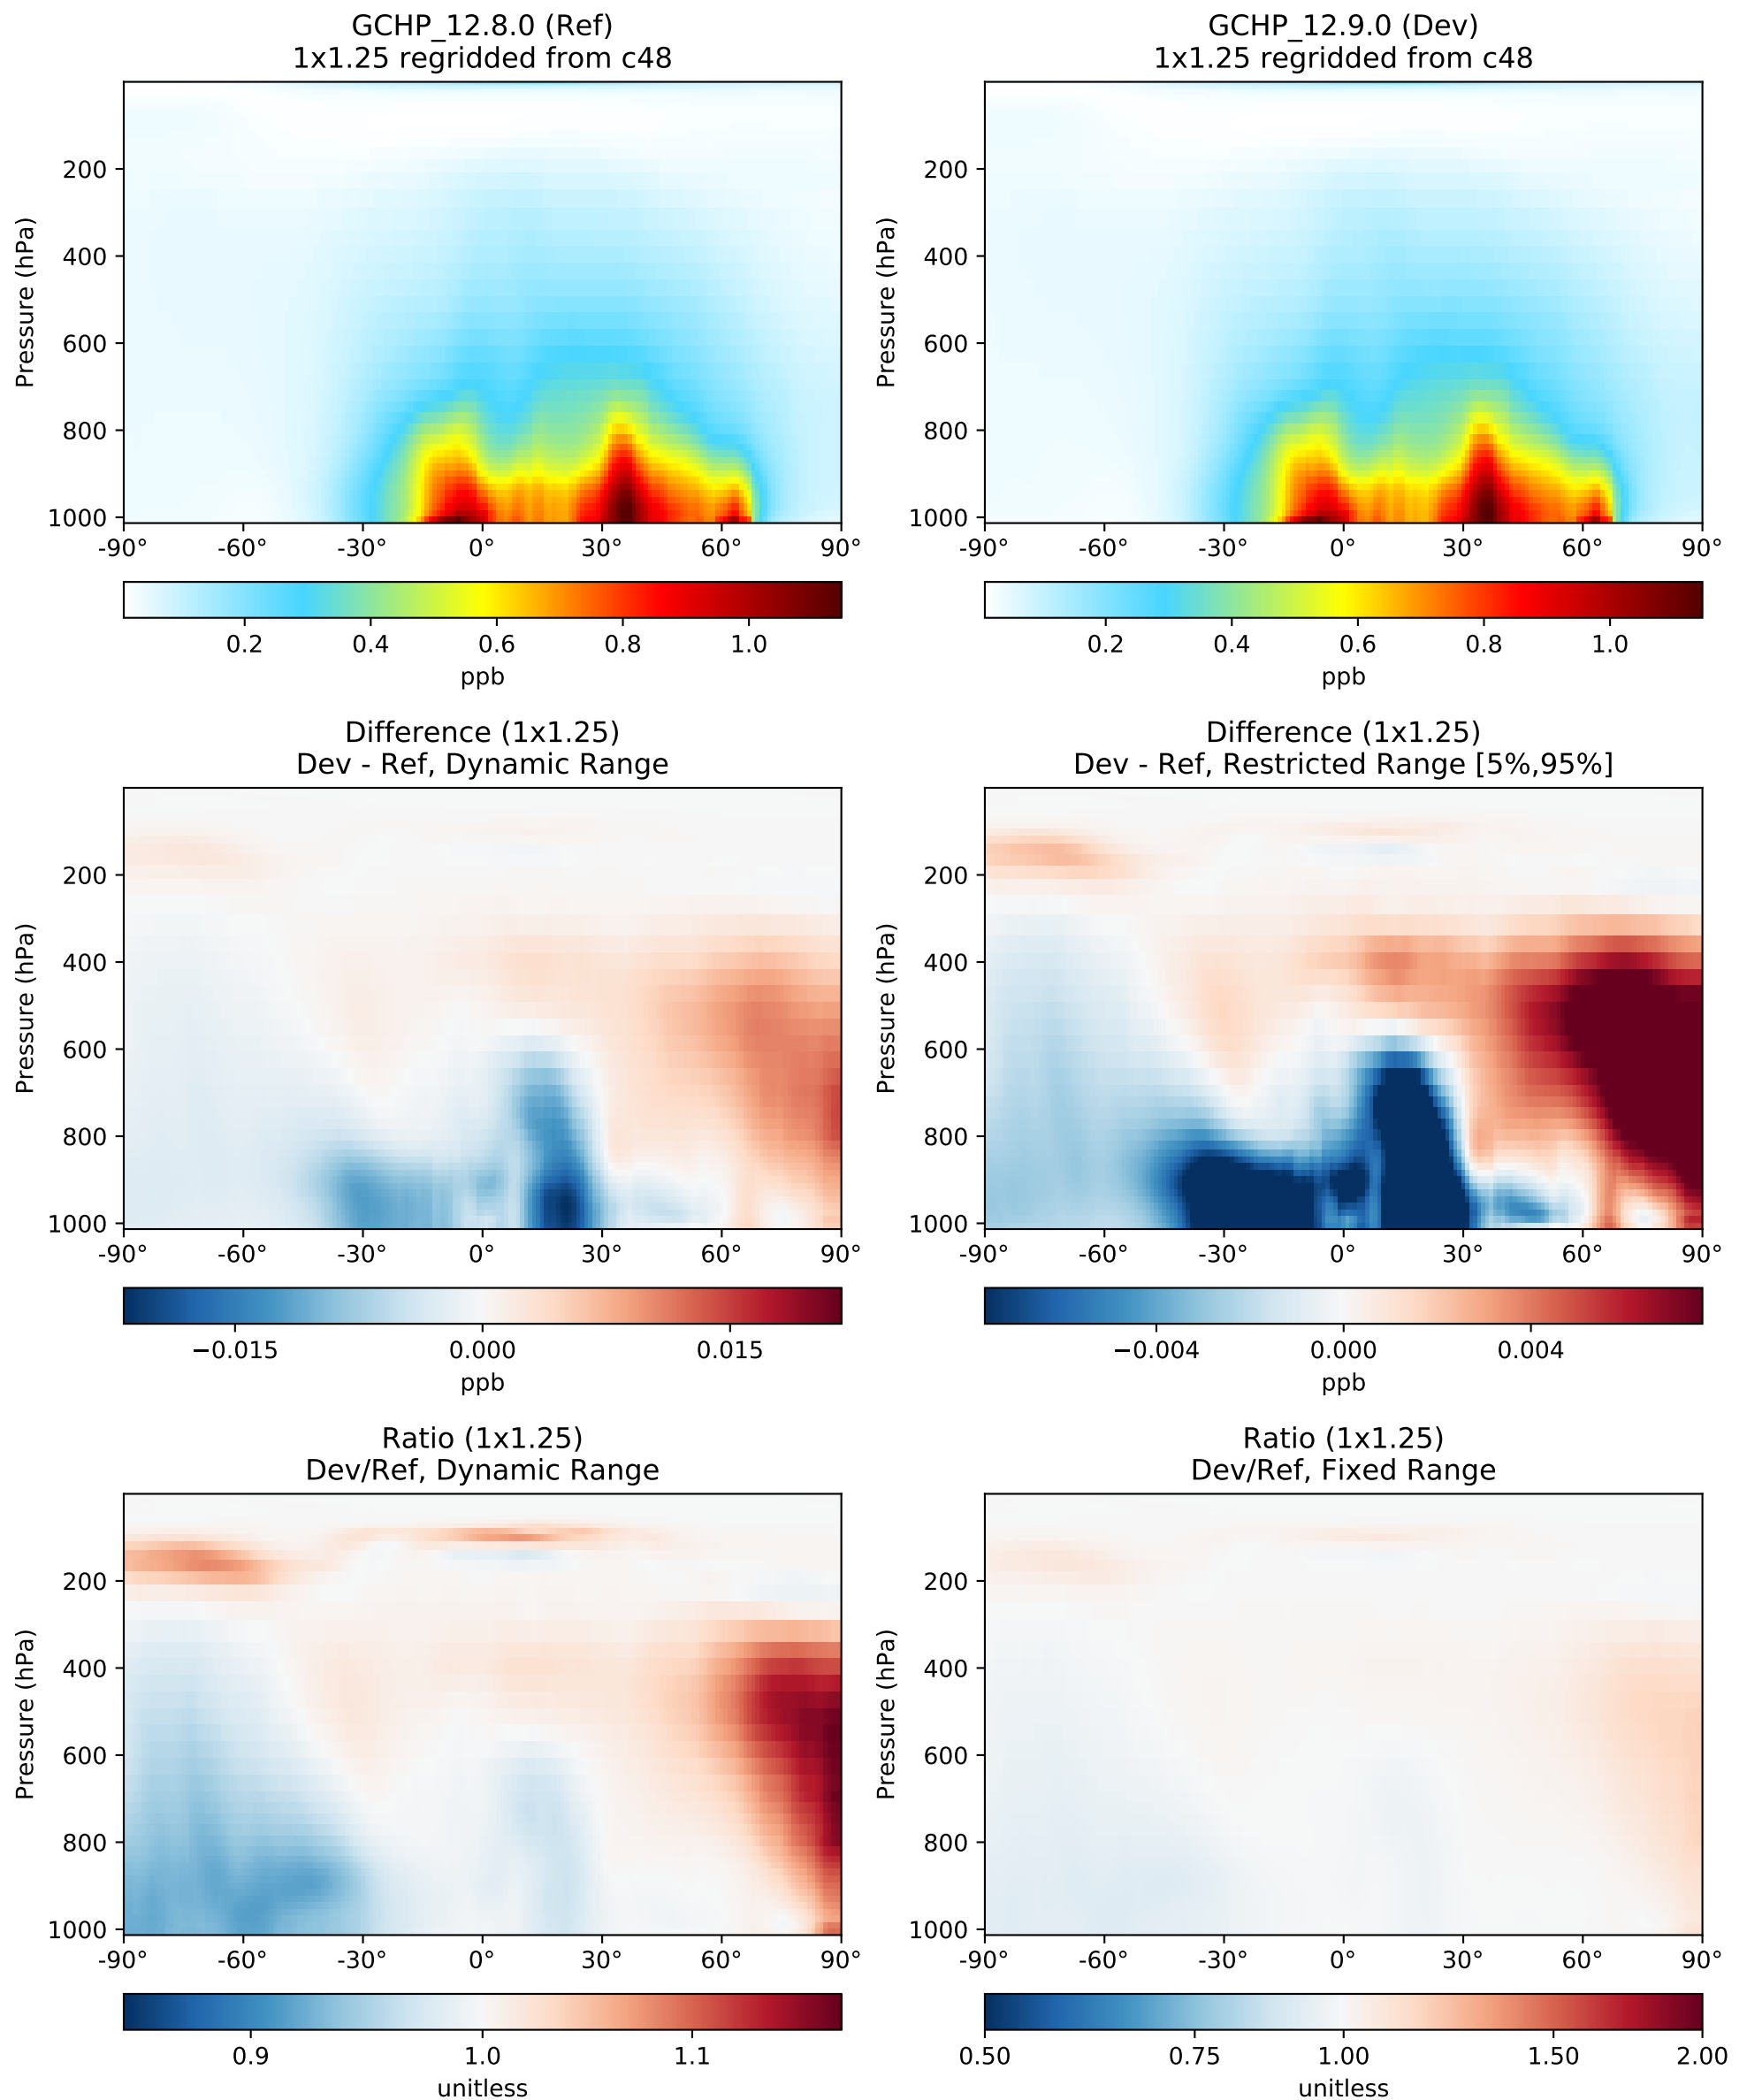 GCHP_12.8.0 (Ref)
1x1.25 regridded from c48
Pressure (hPa)
200
400
600
800
1000
-90° -60° -30° 0° 30° 60° 90°
0.2 0.4 0.6 0.8 1.0
ppb
GCHP_12.9.0 (Dev)
1x1.25 regridded from c48
Pressure (hPa)
200
400
600
800
1000
-90° -60° -30° 0° 30° 60° 90°
0.2 0.4 0.6 0.8 1.0
ppb
Difference (1x1.25)
Dev - Ref, Dynamic Range
Pressure (hPa)
200
400
600
800
1000
-90° -60° -30° 0° 30° 60° 90°
−0.015 0.000 0.015
ppb
Difference (1x1.25)
Dev - Ref, Restricted Range [5%,95%]
Pressure (hPa)
200
400
600
800
1000
-90° -60° -30° 0° 30° 60° 90°
−0.004 0.000 0.004
ppb
Ratio (1x1.25)
Dev/Ref, Dynamic Range
Pressure (hPa)
200
400
600
800
1000
-90° -60° -30° 0° 30° 60° 90°
0.9 1.0 1.1
unitless
Ratio (1x1.25)
Dev/Ref, Fixed Range
Pressure (hPa)
200
400
600
800
1000
-90° -60° -30° 0° 30° 60° 90°
0.50 0.75 1.00 1.50 2.00
unitless